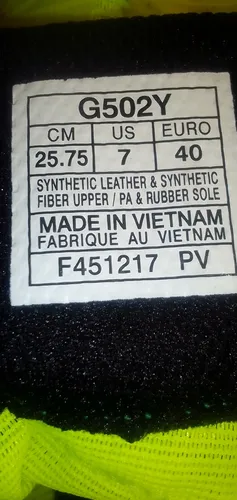 G502Y
CM US EURO
25.75 7 40
SYNTHETIC LEATHER & SYNTHETIC
FIBER UPPER / PA & RUBBER SOLE
MADE IN VIETNAM
FABRIQUE AU VIETNAM
F451217 PV